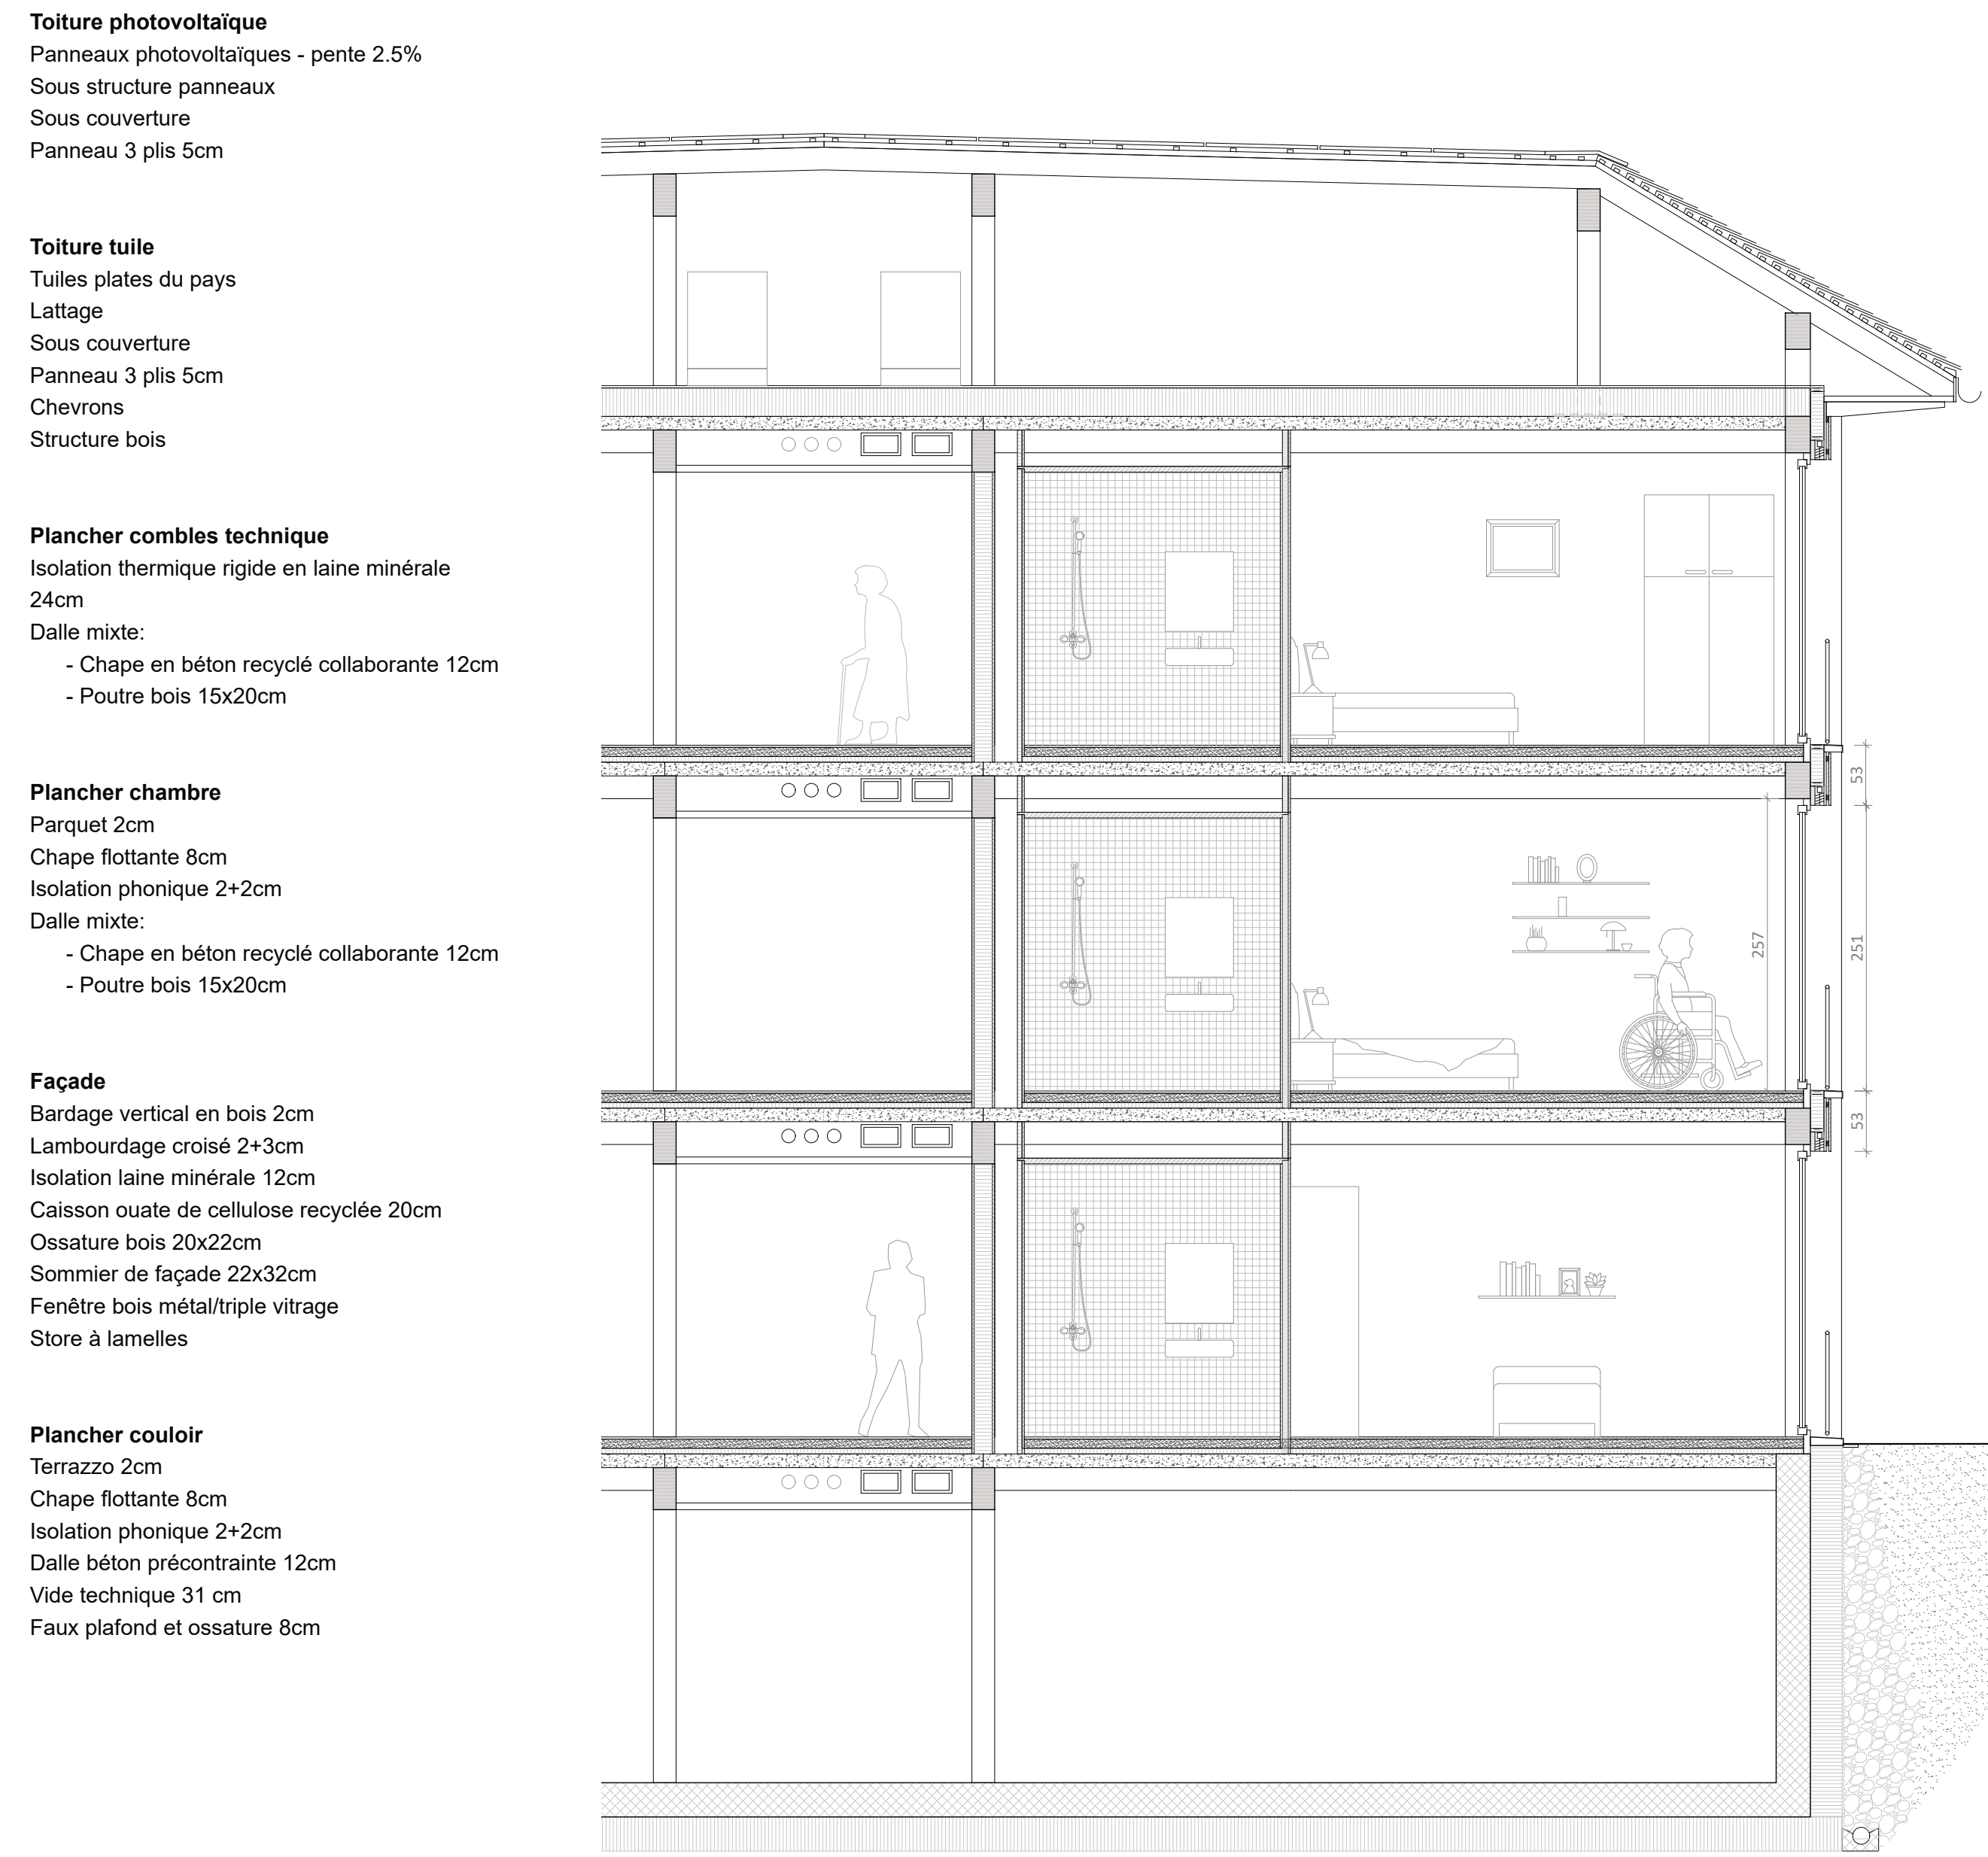 Toiture photovoltaïque
Panneaux photovoltaïques - pente 2.5%
Sous structure panneaux
Sous couverture
Panneau 3 plis 5cm
Toiture tuile
Tuiles plates du pays
Lattage
Sous couverture
Panneau 3 plis 5cm
Chevrons
Structure bois
Plancher combles technique
Isolation thermique rigide en laine minérale
24cm
Dalle mixte:
- Chape en béton recyclé collaborante 12cm
- Poutre bois 15x20cm
Plancher chambre
Parquet 2cm
Chape flottante 8cm
Isolation phonique 2+2cm
Dalle mixte:
- Chape en béton recyclé collaborante 12cm
- Poutre bois 15x20cm
Façade
Bardage vertical en bois 2cm
Lambourdage croisé 2+3cm
Isolation laine minérale 12cm
Caisson ouate de cellulose recyclée 20cm
Ossature bois 20x22cm
Sommier de façade 22x32cm
Fenêtre bois métal/triple vitrage
Store à lamelles
Plancher couloir
Terrazzo 2cm
Chape flottante 8cm
Isolation phonique 2+2cm
Dalle béton précontrainte 12cm
Vide technique 31 cm
Faux plafond et ossature 8cm
53
257
251
53